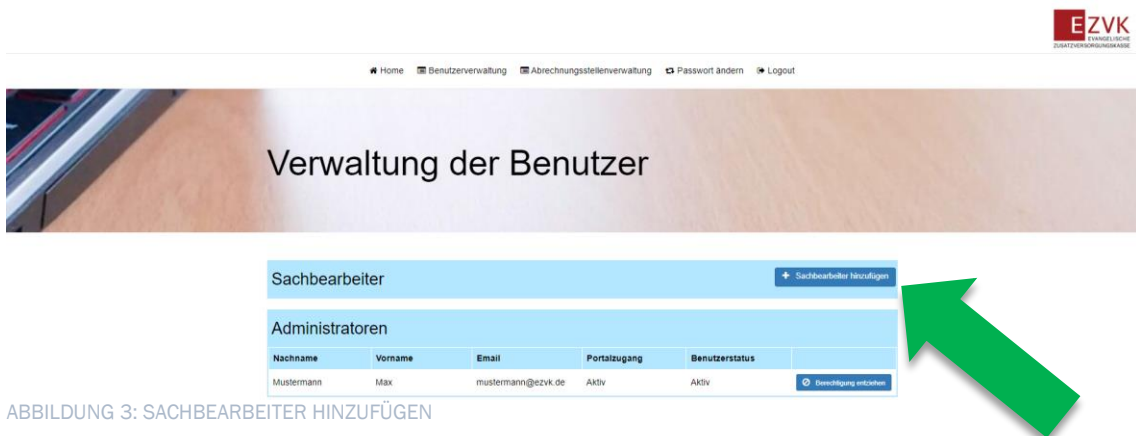 EZVK
EVANGELISCHE
ZUSATZVERSORGUNGSKASSE
Home Benutzerverwaltung Abrechnungsstellenverwaltung Passwort ändern Logout
Verwaltung der Benutzer
Sachbearbeiter
+ Sachbearbeiter hinzufügen
Administratoren
Nachname Vorname Email Portalzugang Benutzerstatus
Mustermann Max mustermann@ezvk.de Aktiv Aktiv Berechtigung entziehen
ABBILDUNG 3: SACHBEARBEITER HINZUFÜGEN